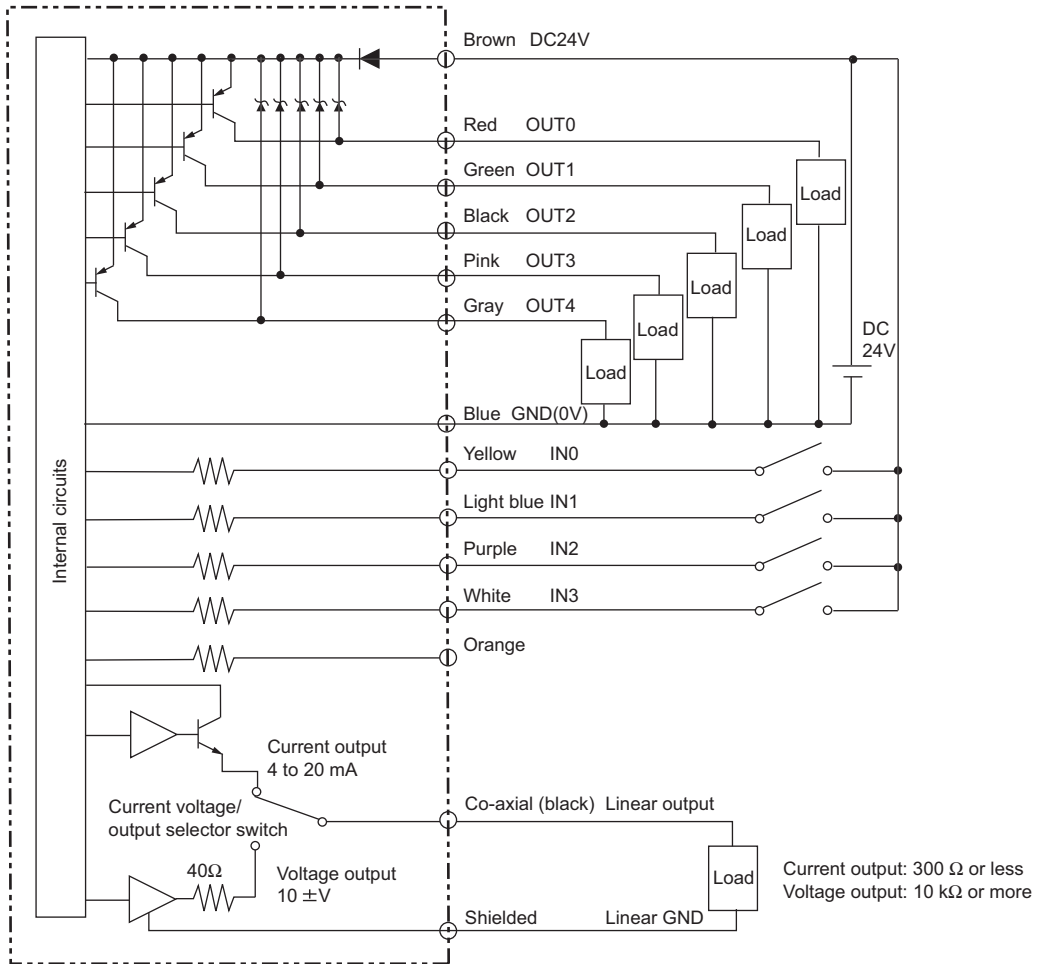 Brown DC24V
Red OUT0
Green OUT1
Black OUT2
Pink OUT3
Gray OUT4
Load
Load
Load
Load
Load
DC
24V
Blue GND(0V)
Internal circuits
Yellow IN0
Light blue IN1
Purple IN2
White IN3
Orange
Current output
4 to 20 mA
Current voltage/
output selector switch
Co-axial (black) Linear output
40Ω
Voltage output
10 ±V
Load
Current output: 300 Ω or less
Voltage output: 10 kΩ or more
Shielded Linear GND